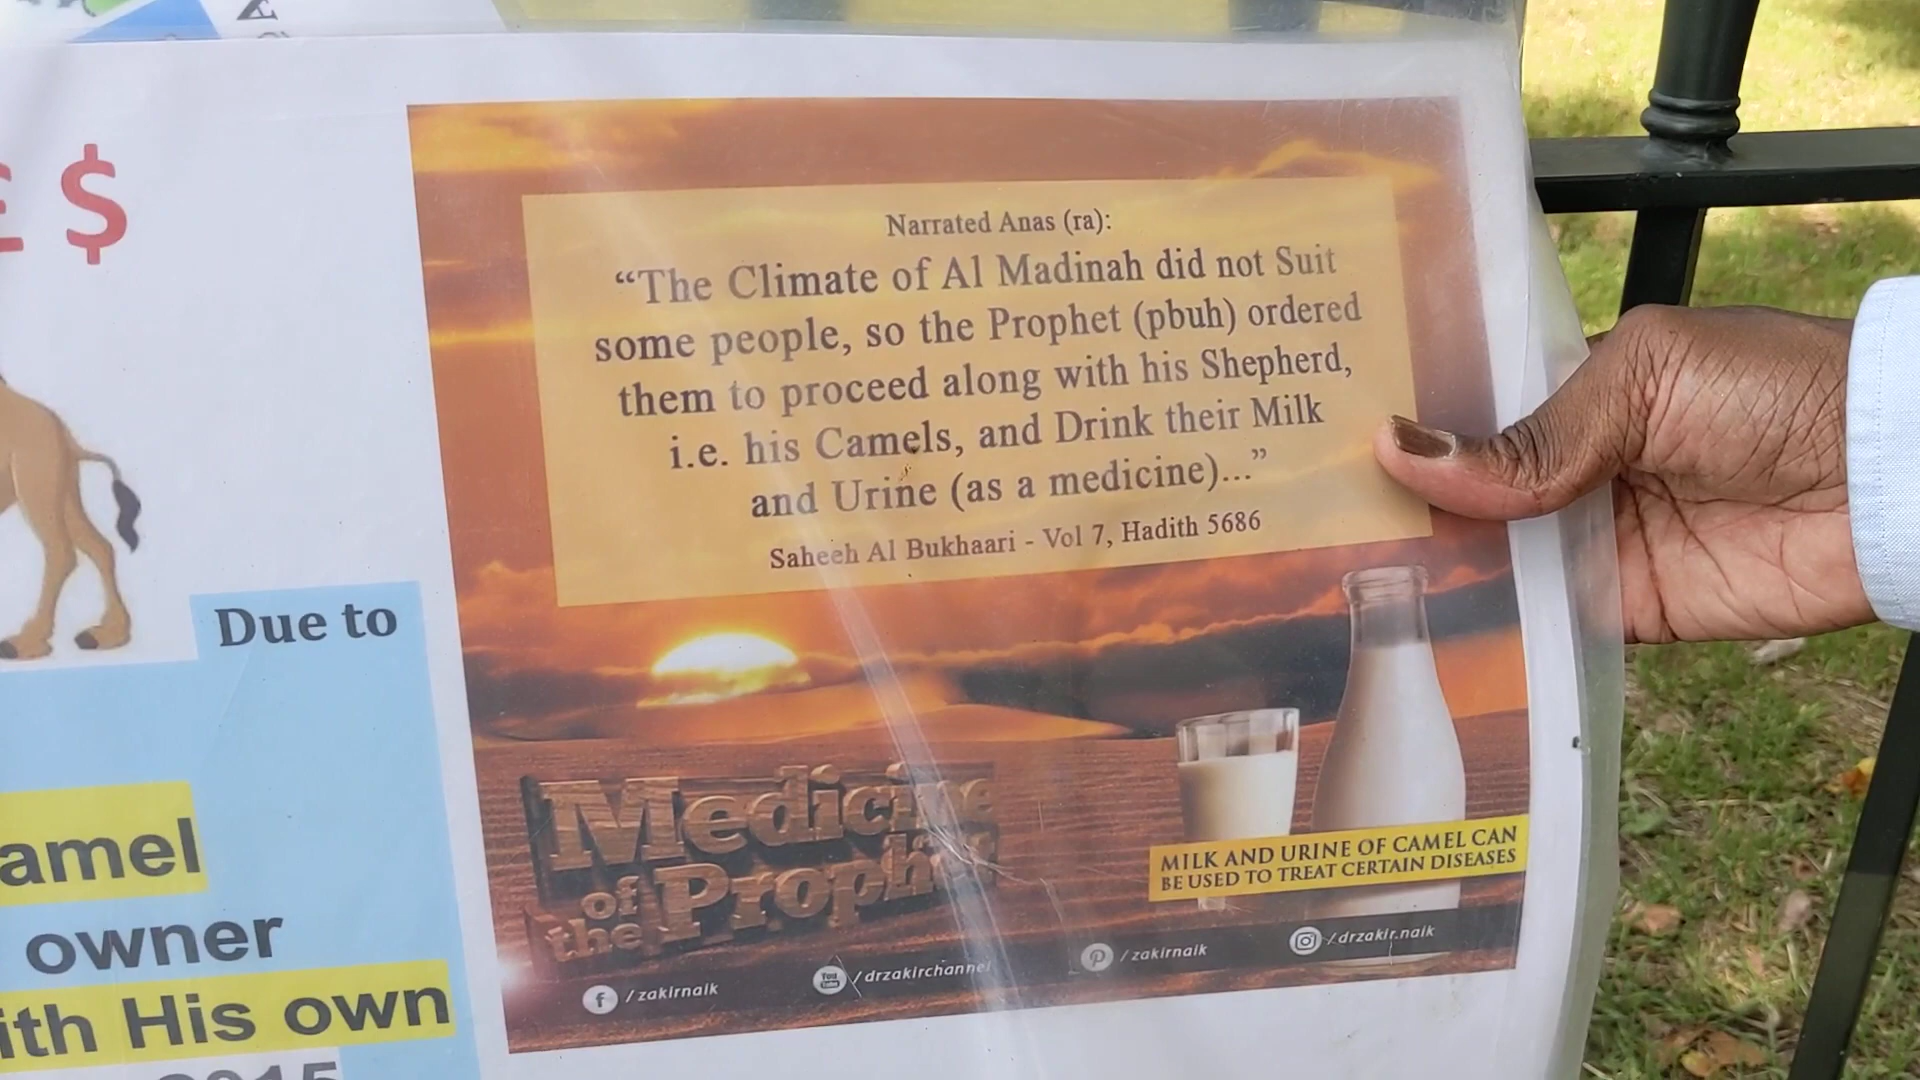 $
Narrated Anas (ra):
“The Climate of Al Madinah did not Suit
some people, so the Prophet (pbuh) ordered
them to proceed along with his Shepherd,
i.e. his Camels, and Drink their Milk
and Urine (as a medicine)...”
Saheeh Al Bukhaari - Vol 7, Hadith 5686
Due to
amel
owner
ith His own
Medicine
of Prophet
the
MILK AND URINE OF CAMEL CAN
BE USED TO TREAT CERTAIN DISEASES
/zakirnaik
You Tube /drzakirchannel
/zakirnaik
/drzakir.naik
2015